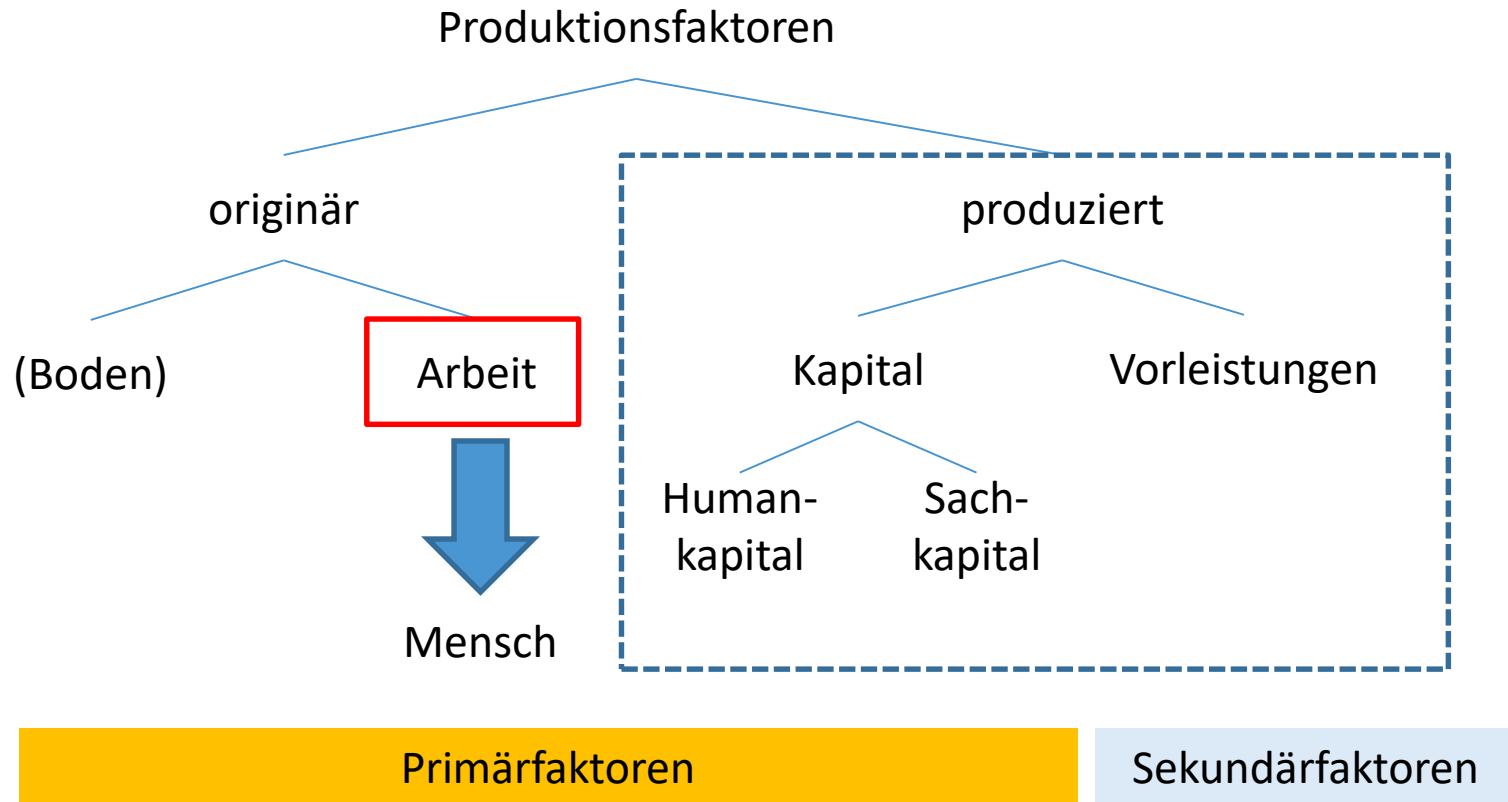 Produktionsfaktoren
originär
produziert
(Boden)
Arbeit
Kapital
Vorleistungen
Human-
kapital
Sach-
kapital
Mensch
Primärfaktoren
Sekundärfaktoren